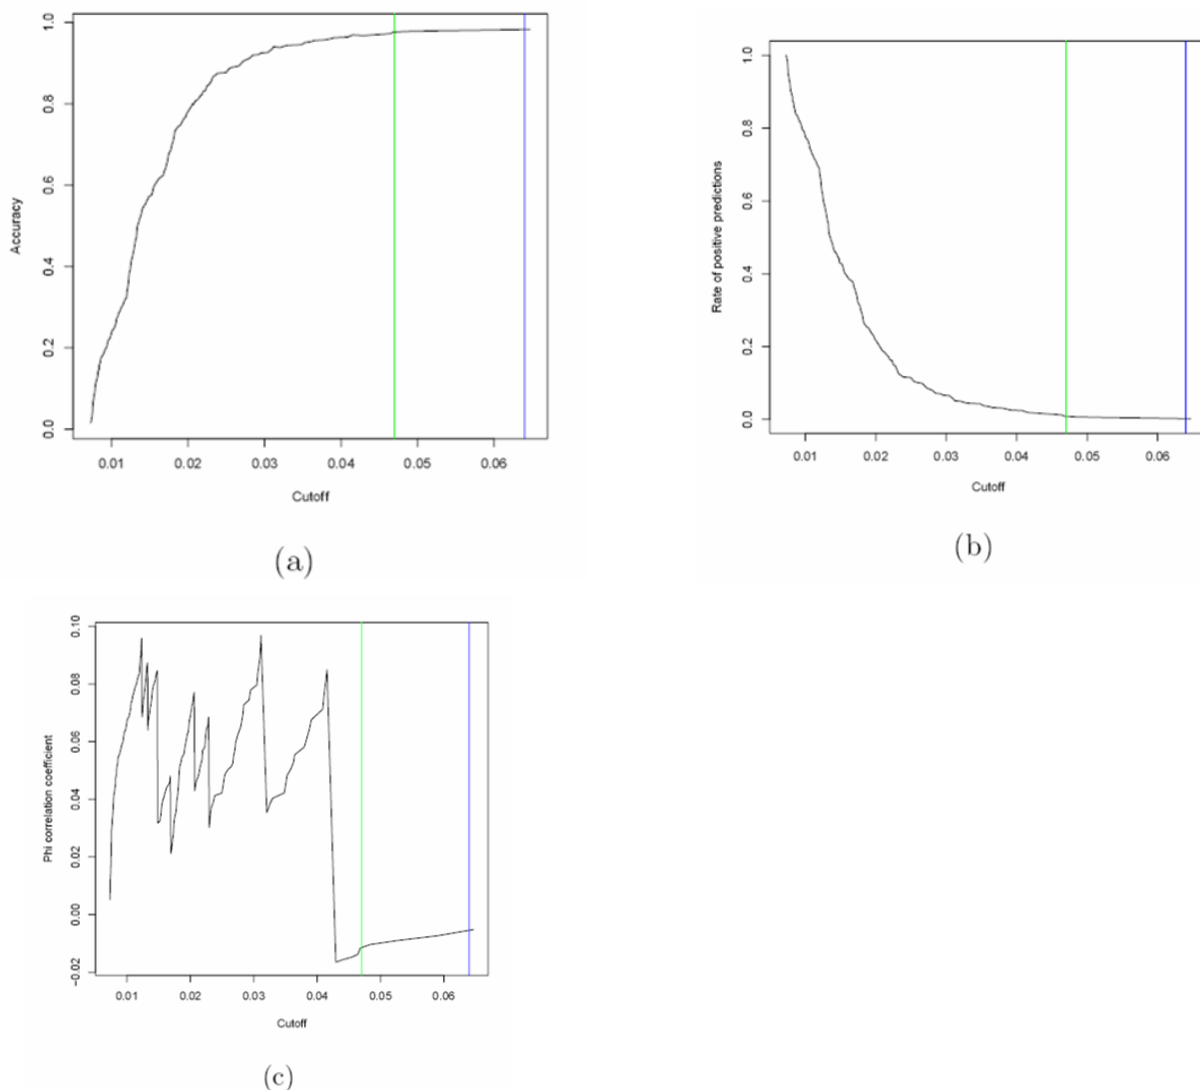 Accuracy
1.0
0.8
0.6
0.4
0.2
0.0
0.01 0.02 0.03 0.04 0.05 0.06
Cutoff
(a)
Rate of positive predictions
1.0
0.8
0.6
0.4
0.2
0.0
0.01 0.02 0.03 0.04 0.05 0.06
Cutoff
(b)
Phi correlation coefficient
0.10
0.08
0.06
0.04
0.02
0.00
−0.02
0.01 0.02 0.03 0.04 0.05 0.06
Cutoff
(c)